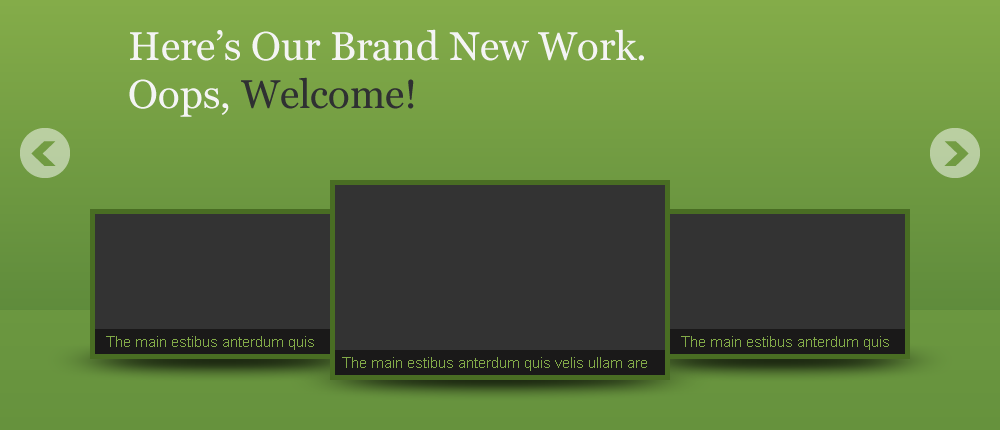 Here’s Our Brand New Work.
Oops, Welcome!
The main estibus anterdum quis
The main estibus anterdum quis velis ullam are
The main estibus anterdum quis